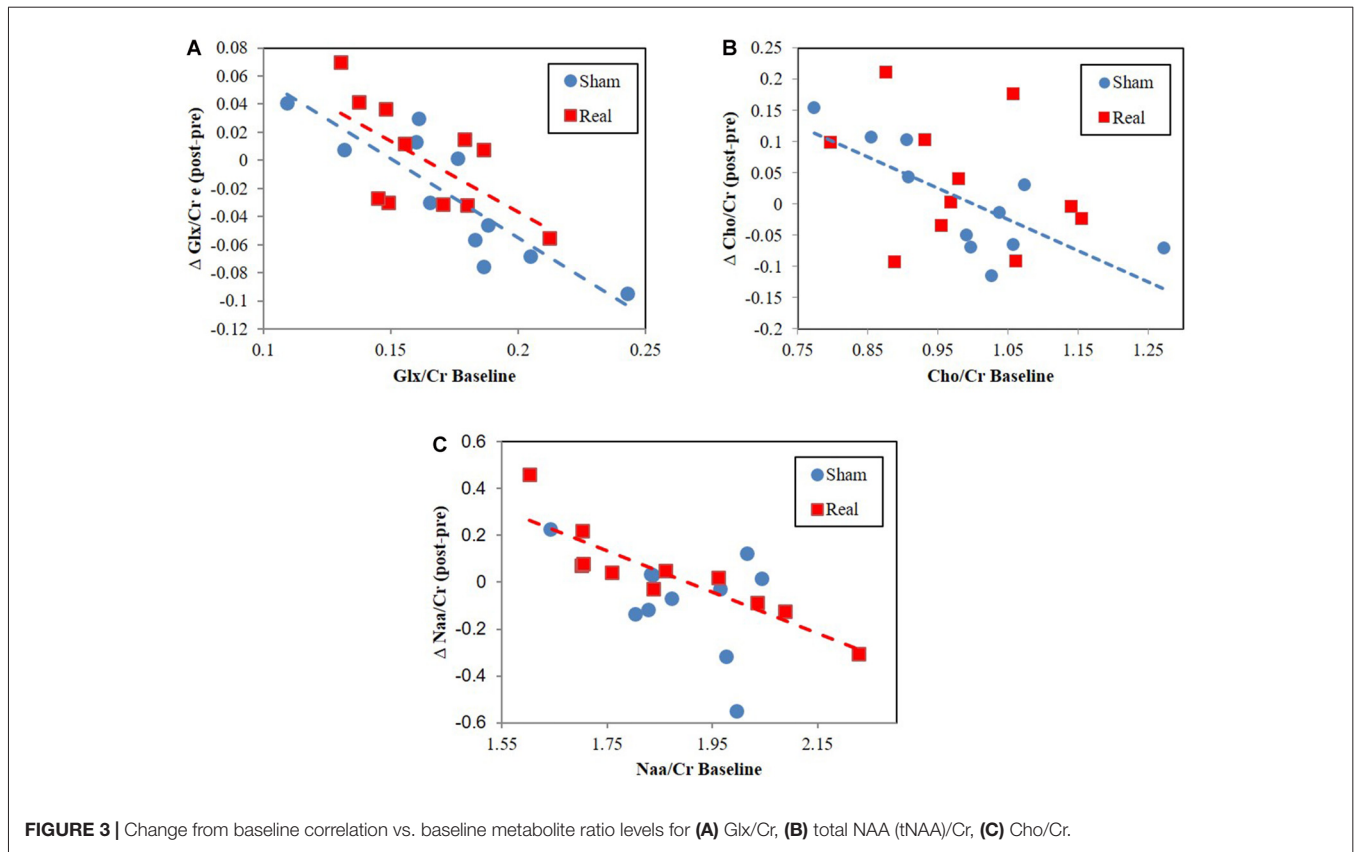 A
0.08
0.06
0.04
0.02
0
-0.02
-0.04
-0.06
-0.08
-0.1
-0.12
Δ Glx/Cr e (post-pre)
Sham
Real
0.1 0.15 0.2 0.25
Glx/Cr Baseline
B
0.25
0.2
0.15
0.1
0.05
0
-0.05
-0.1
-0.15
-0.2
Δ Cho/Cr (post-pre)
Sham
Real
0.75 0.85 0.95 1.05 1.15 1.25
Cho/Cr Baseline
C
0.6
0.4
0.2
0
-0.2
-0.4
-0.6
Δ Naa/Cr (post-pre)
Sham
Real
1.55 1.75 1.95 2.15
Naa/Cr Baseline
FIGURE 3 | Change from baseline correlation vs. baseline metabolite ratio levels for (A) Glx/Cr, (B) total NAA (tNAA)/Cr, (C) Cho/Cr.